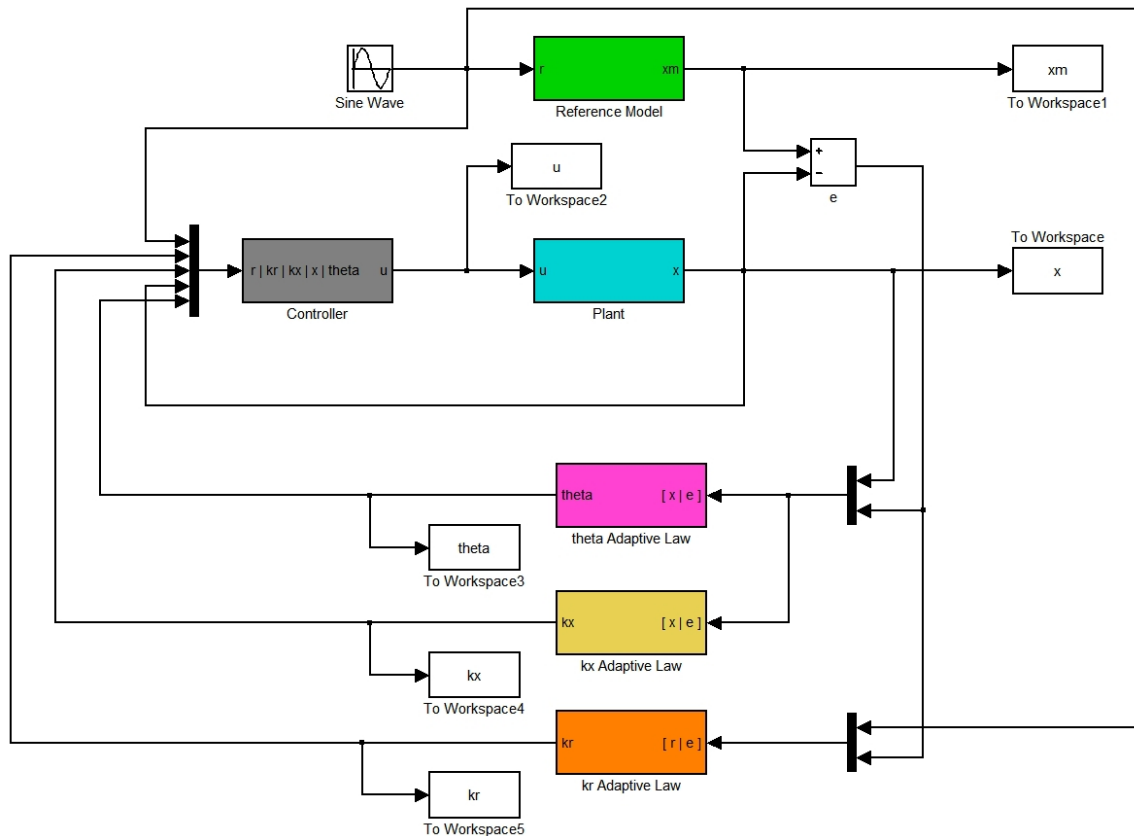 r
xm
xm
Sine Wave
Reference Model
To Workspace1
+
−
e
u
To Workspace2
To Workspace
r | kr | kx | x | theta
u
u
x
x
Controller
Plant
theta
[ x | e ]
theta Adaptive Law
theta
To Workspace3
kx
[ x | e ]
kx Adaptive Law
kx
To Workspace4
kr
[ r | e ]
kr Adaptive Law
kr
To Workspace5